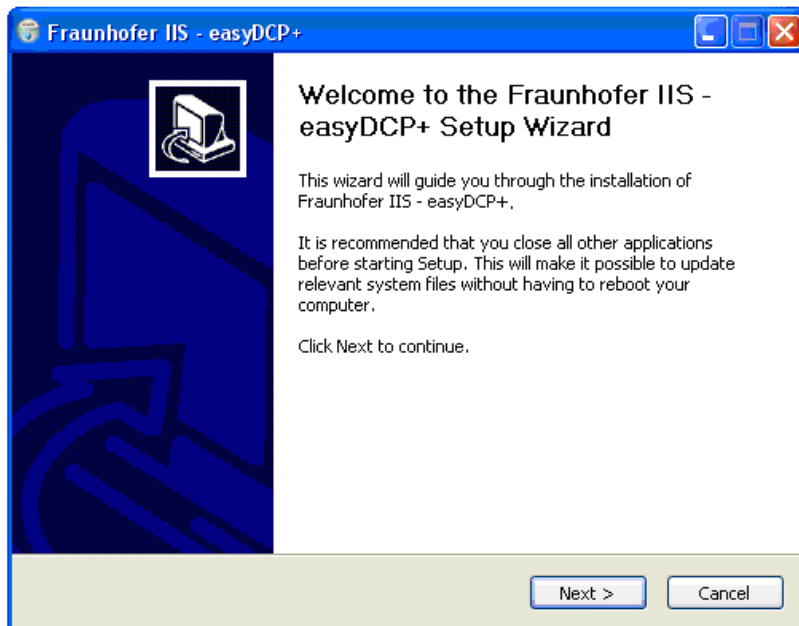 Fraunhofer IIS - easyDCP+
Welcome to the Fraunhofer IIS -
easyDCP+ Setup Wizard
This wizard will guide you through the installation of
Fraunhofer IIS - easyDCP+.
It is recommended that you close all other applications
before starting Setup. This will make it possible to update
relevant system files without having to reboot your
computer.
Click Next to continue.
Next >
Cancel